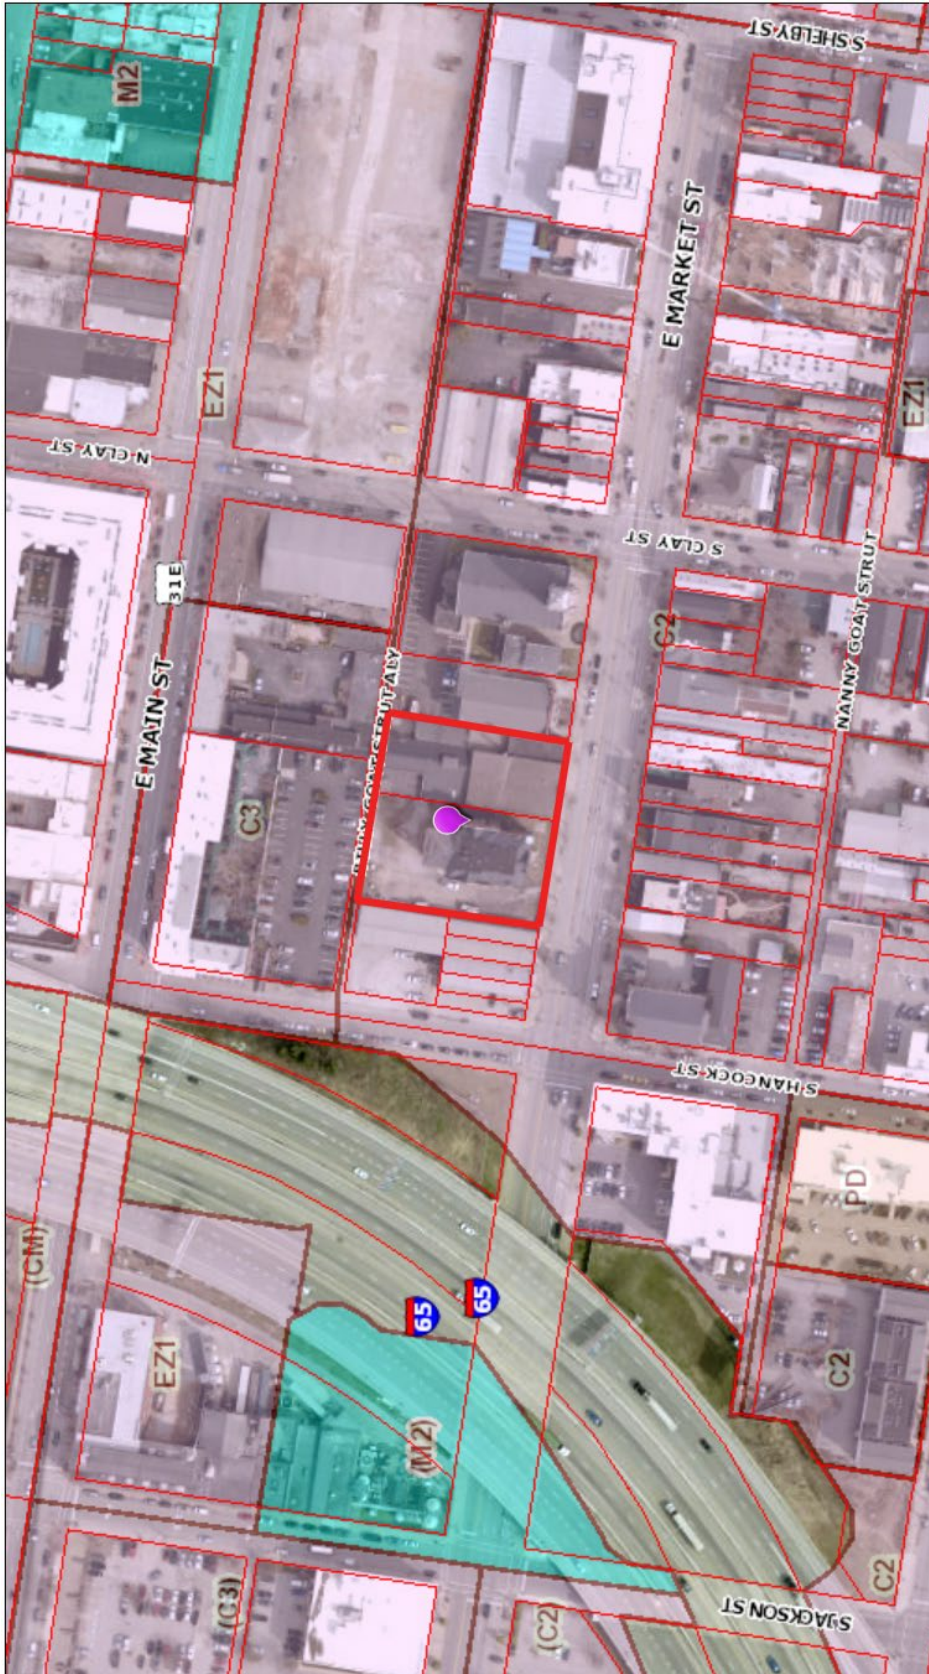 S SHELBY ST
M2
E MARKET ST
EZ1
EZ1
N CLAY ST
S CLAY ST
31E
C2
NANNY GOAT STRUT
E MAIN ST
C3
S HANCOCK ST
PD
(CM)
65
65
EZ1
C2
(M2)
C2
(C3)
(C2)
S JACKSON ST